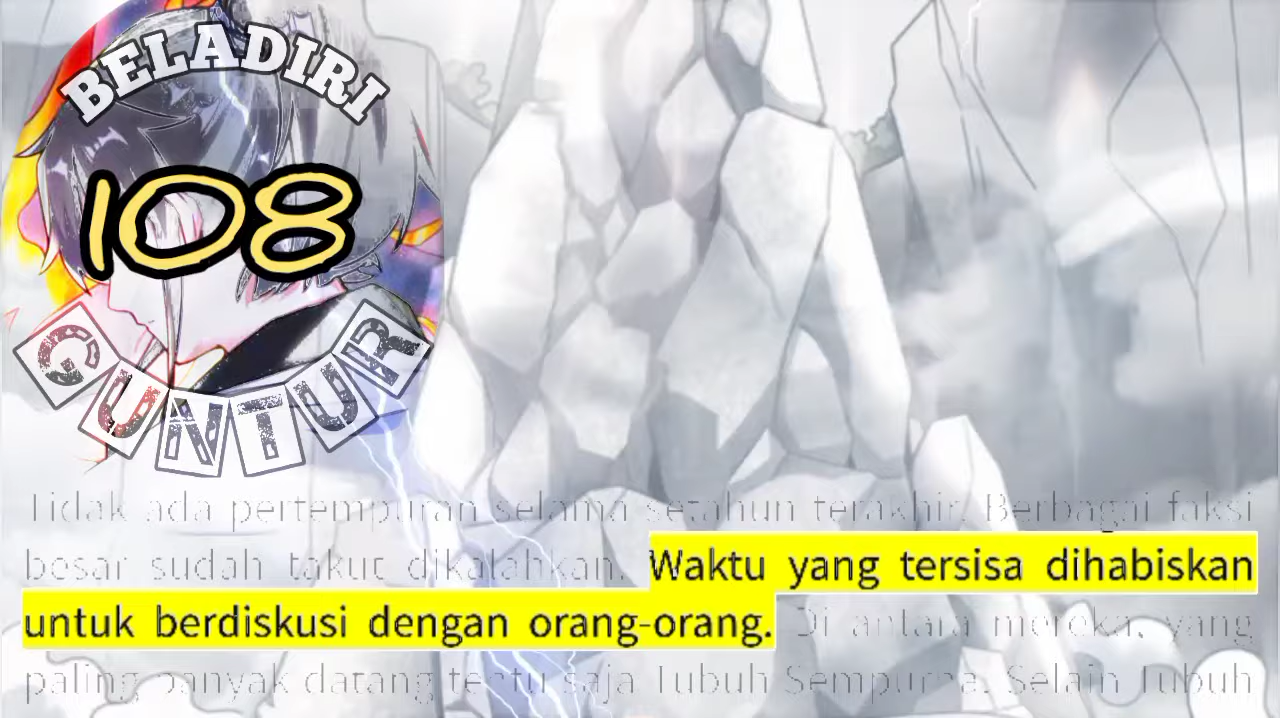 BELADIRI
108
GUNTUR
Tidak ada pertempuran selama setahun terakhir. Berbagai faksi
besar sudah takut dikalahkan. Waktu yang tersisa dihabiskan
untuk berdiskusi dengan orang-orang. Di antara mereka, yang
paling banyak datang tentu saja Tubuh Sempurna. Selain Tubuh